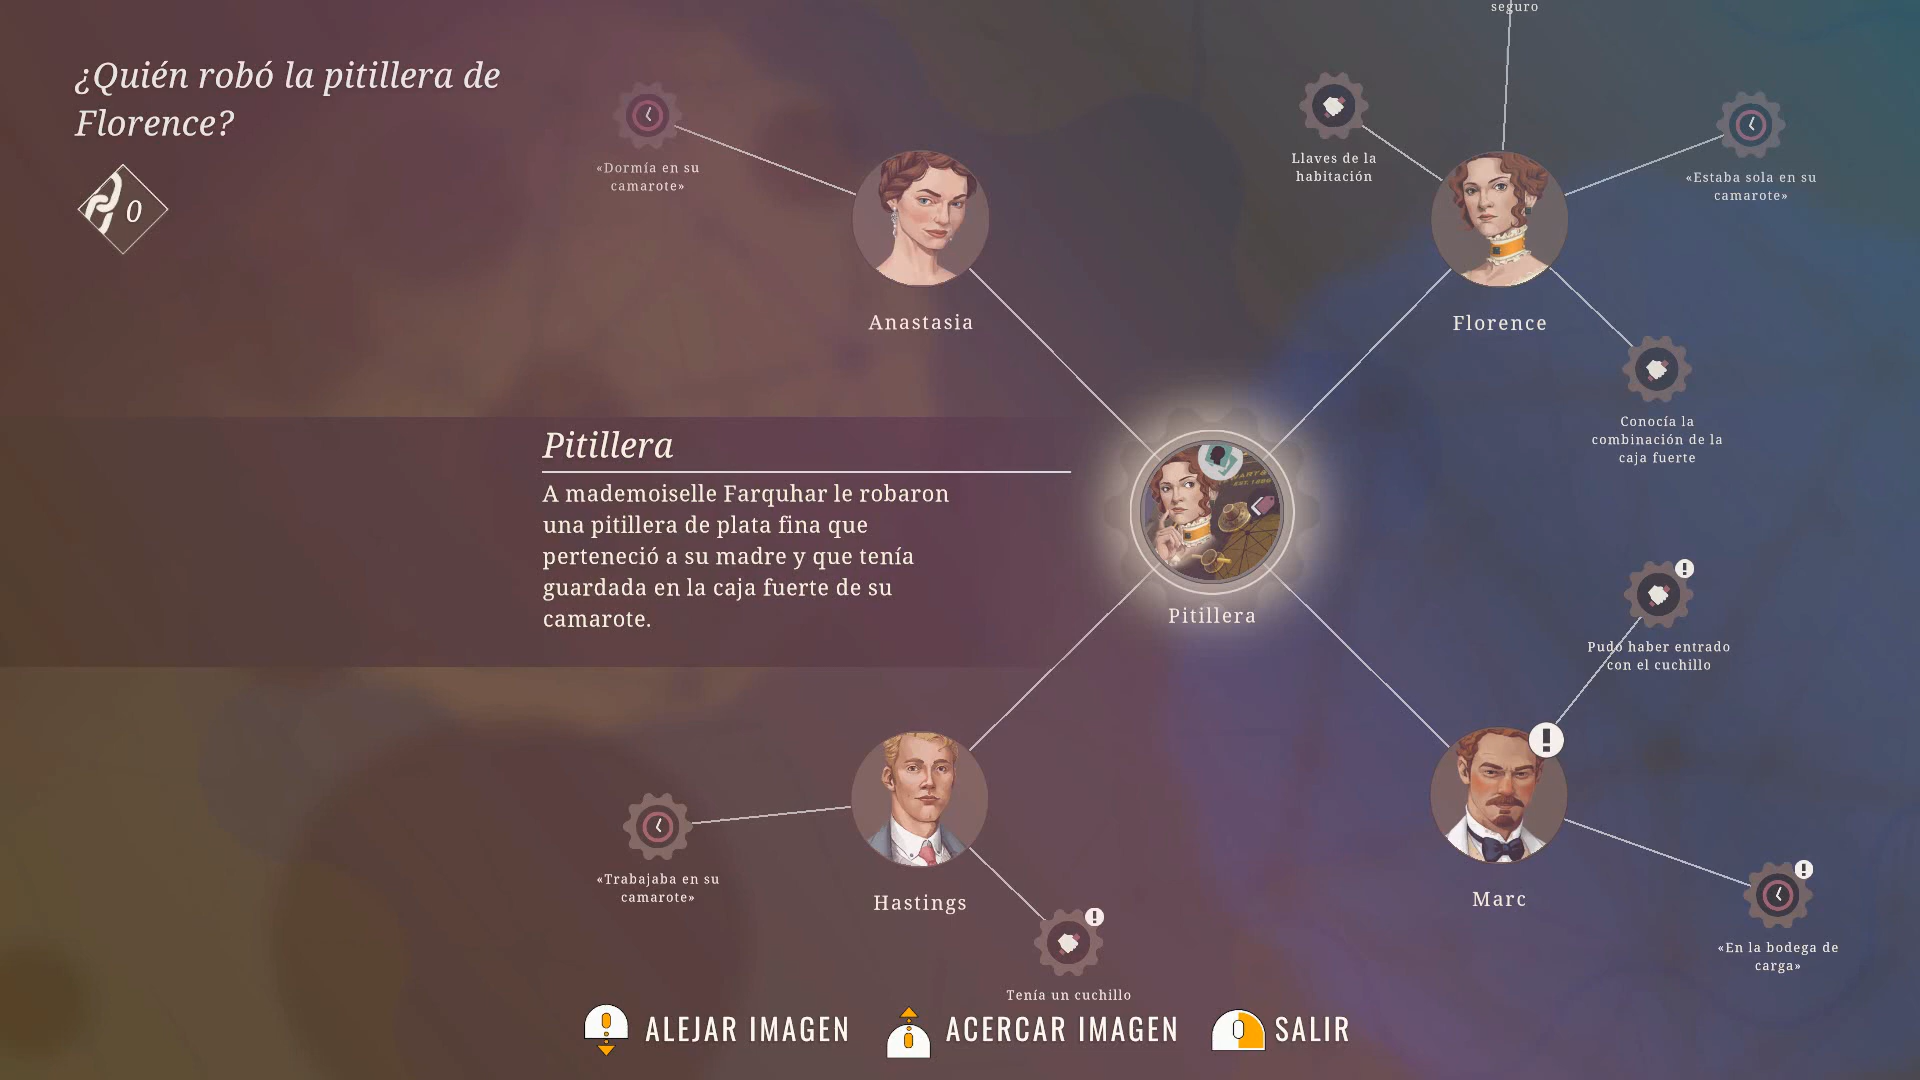 seguro
¿Quién robó la pitillera de
Florence?
0
«Dormía en su
camarote»
Anastasia
Llaves de la
habitación
«Estaba sola en su
camarote»
Florence
Conocía la
combinación de la
caja fuerte
Pitillera
A mademoiselle Farquhar le robaron
una pitillera de plata fina que
perteneció a su madre y que tenía
guardada en la caja fuerte de su
camarote.
EST. 1880
Pitillera
Pudo haber entrado
con el cuchillo
«Trabajaba en su
camarote»
Hastings
Marc
«En la bodega de
carga»
Tenía un cuchillo
ALEJAR IMAGEN
ACERCAR IMAGEN
SALIR